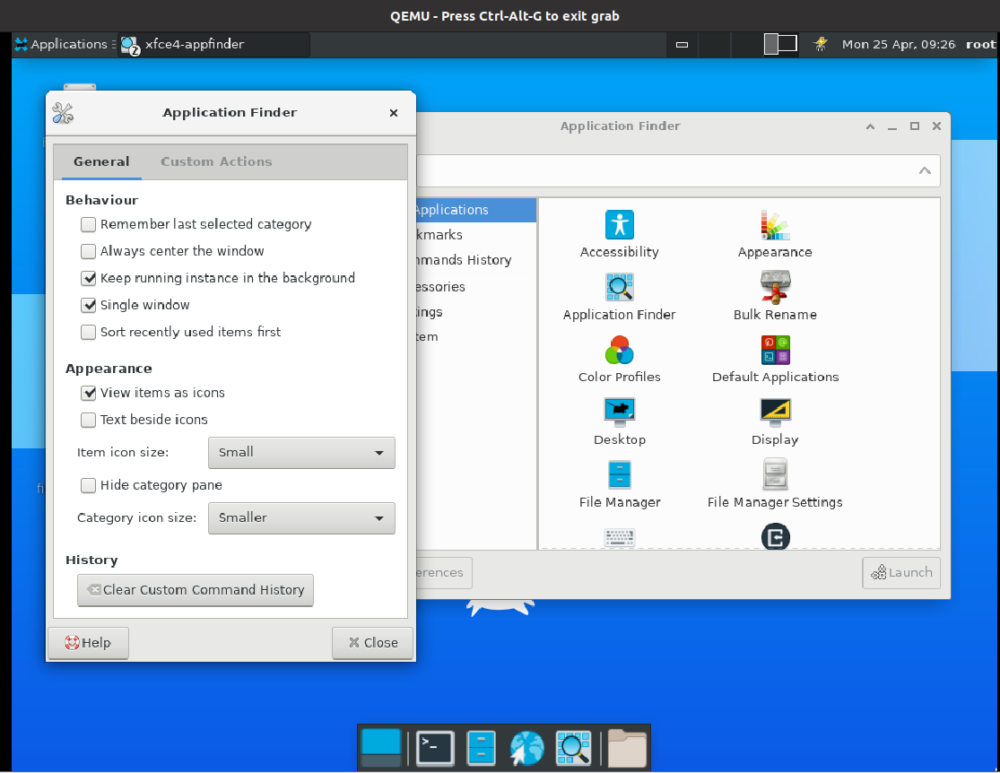 QEMU - Press Ctrl-Alt-G to exit grab
Applications
xfce4-appfinder
2
Mon 25 Apr, 09:26
root
Application Finder
General
Custom Actions
Behaviour
Remember last selected category
Always center the window
Keep running instance in the background
Single window
Sort recently used items first
Appearance
View items as icons
Text beside icons
Item icon size:
Small
Hide category pane
Category icon size:
Smaller
History
Clear Custom Command History
Help
Close
Application Finder
Applications
kmarks
mmands History
essories
ings
tem
Accessibility
Appearance
Application Finder
Bulk Rename
Color Profiles
Default Applications
Desktop
Display
File Manager
File Manager Settings
erences
Launch
fi